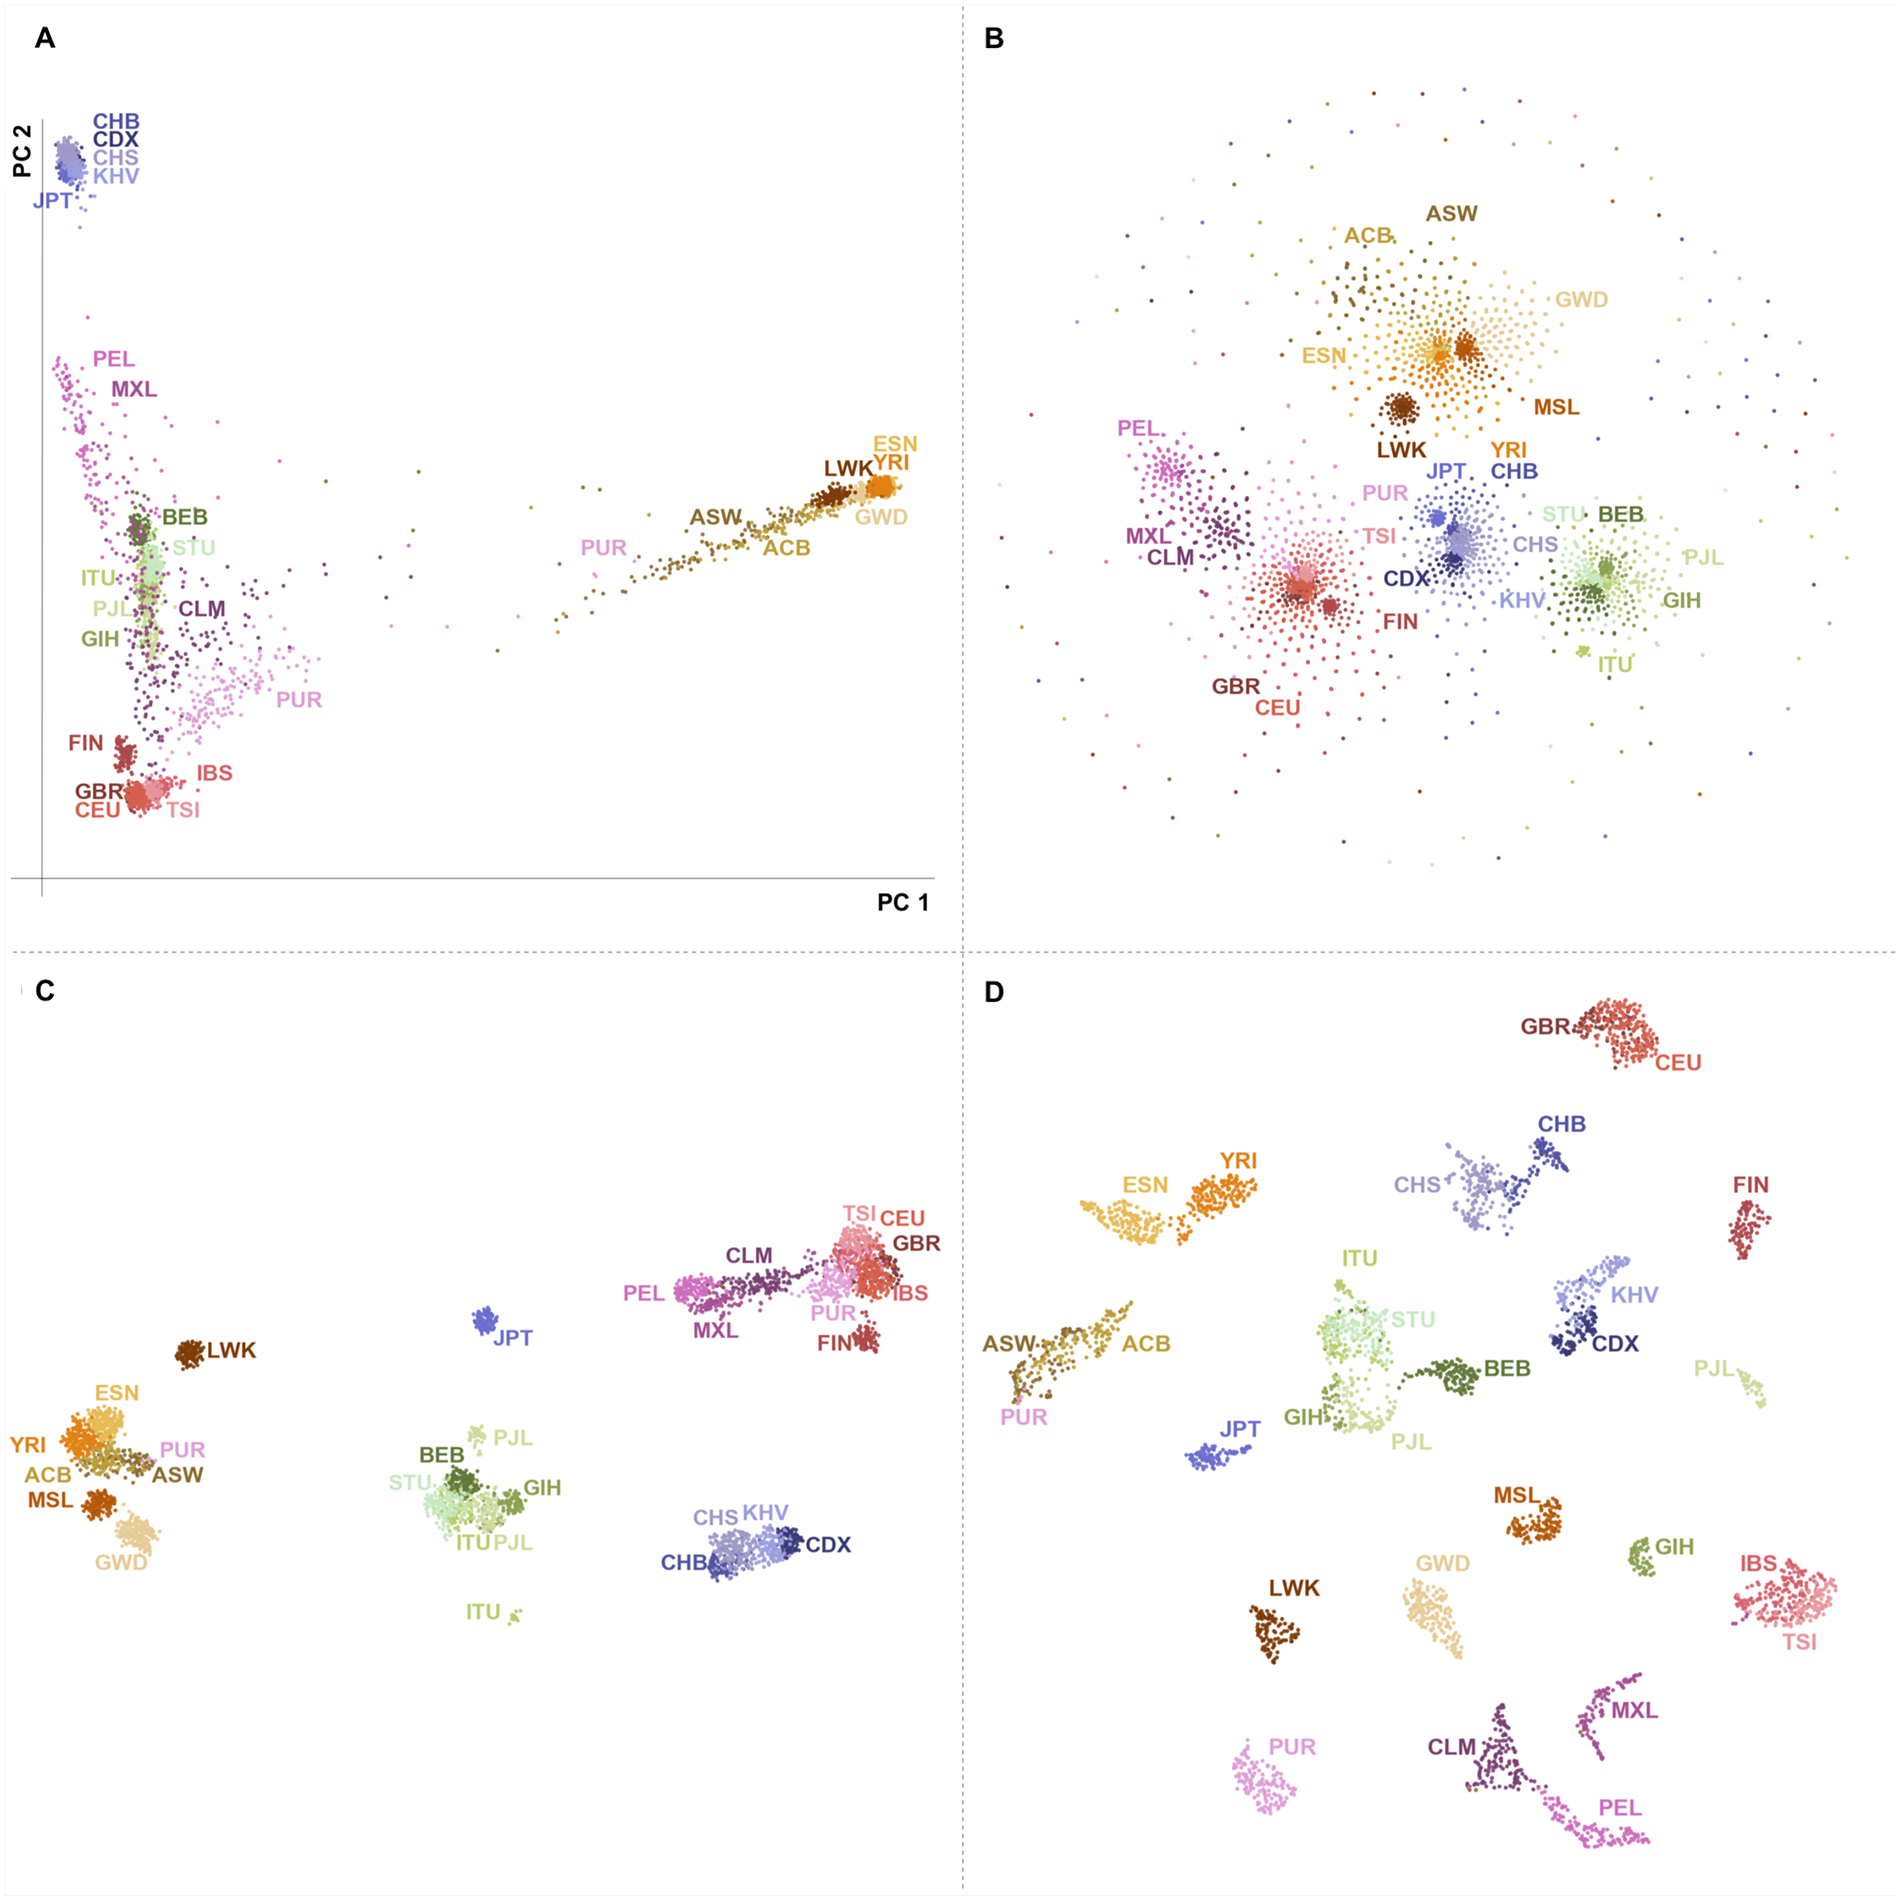 A
PC 2
CHB
CDX
CHS
KHV
JPT
PEL
MXL
BEB
STU
ITU
PJL
CLM
GIH
PUR
FIN
IBS
GBR
CEU
TSI
PUR
ASW
ACB
LWK
ESN
YRI
GWD
PC 1
B
ASW
ACB
GWD
ESN
MSL
LWK
YRI
PEL
JPT
CHB
PUR
MXL
CLM
TSI
STU
BEB
CHS
PJL
CDX
KHV
GIH
FIN
ITU
GBR
CEU
C
TSI
CEU
GBR
CLM
PEL
IBS
MXL
PUR
FIN
JPT
LWK
ESN
YRI
PUR
ACB
ASW
MSL
GWD
PJL
BEB
STU
GIH
ITU
PJL
CHS
KHV
CHB
CDX
ITU
D
GBR
CEU
CHB
CHS
YRI
ESN
FIN
ITU
KHV
STU
CDX
ASW
ACB
BEB
PJL
PUR
GIH
PJL
JPT
MSL
GIH
GWD
IBS
LWK
TSI
MXL
PUR
CLM
PEL